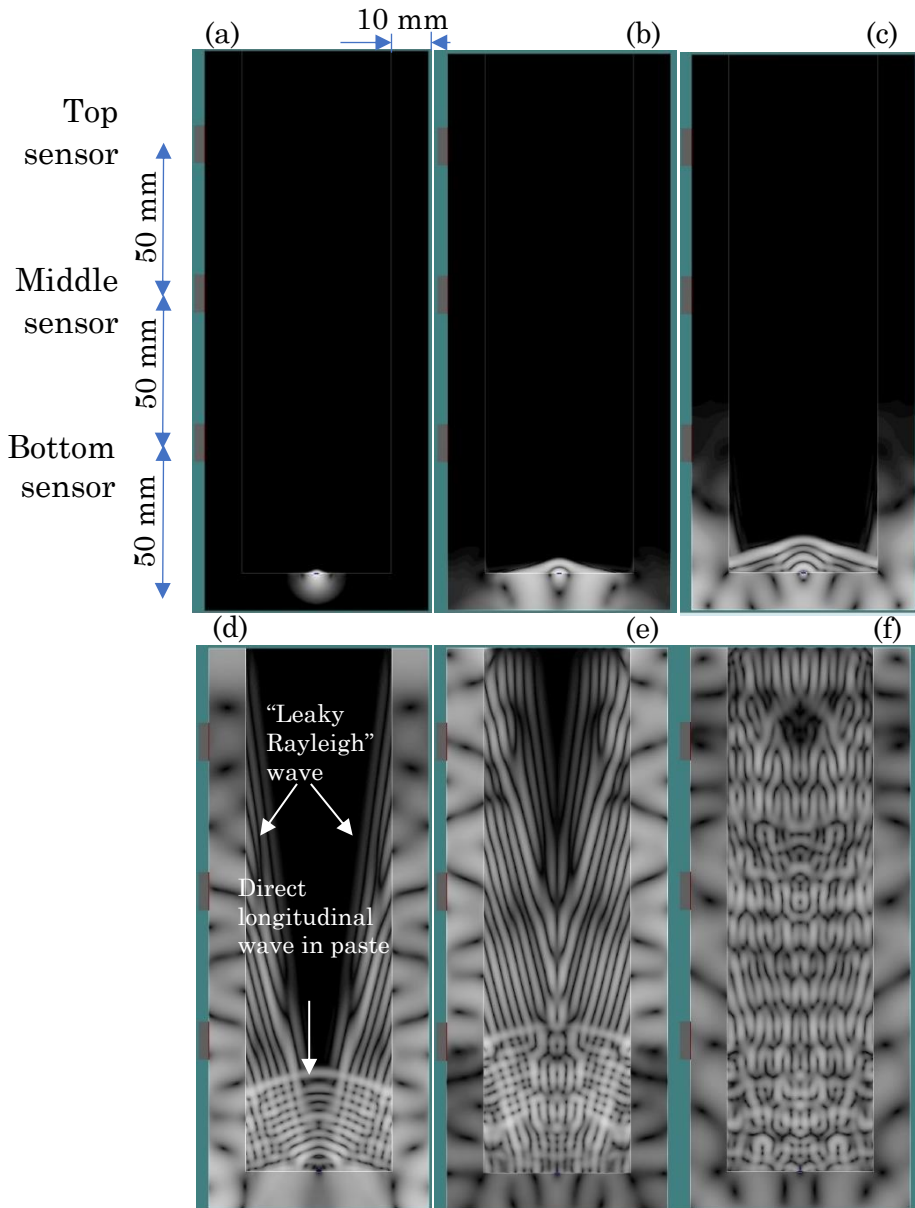 10 mm
(a)
(b)
(c)
Top
sensor
50 mm
Middle
sensor
50 mm
Bottom
sensor
50 mm
(d)
(e)
(f)
“Leaky
Rayleigh”
wave
Direct
longitudinal
wave in paste